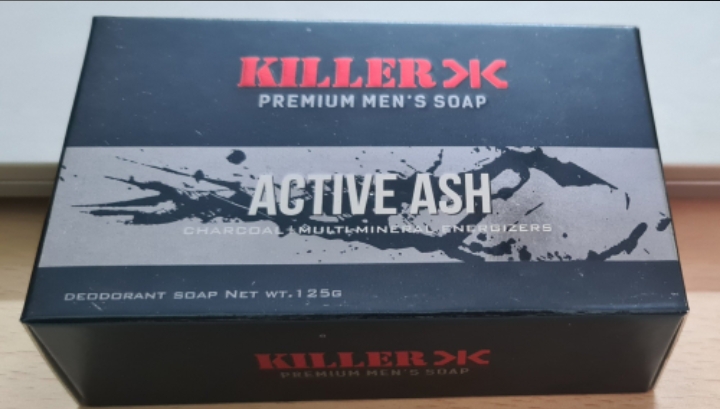 KILLER
PREMIUM MEN'S SOAP
ACTIVE ASH
CHARCOAL+MULTI-MINERAL ENERGIZERS
DEODORANT SOAP NET WT.125G
KILLER
PREMIUM MEN'S SOAP